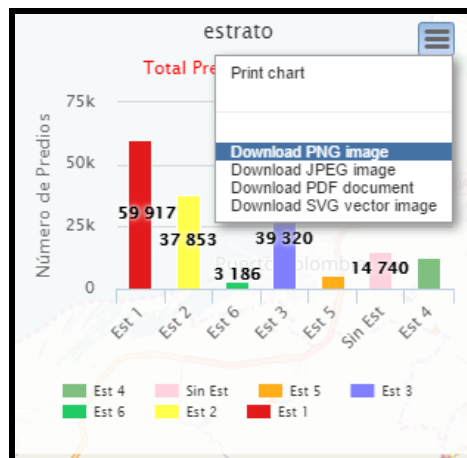 estrato
Total Pre
Print chart
Download PNG image
Download JPEG image
Download PDF document
Download SVG vector image
Número de Predios
75k
50k
25k
0
59 917
37 853
3 186
39 320
14 740
Est 1
Est 2
Est 6
Est 3
Est 5
Sin Est
Est 4
Est 4
Sin Est
Est 5
Est 3
Est 6
Est 2
Est 1